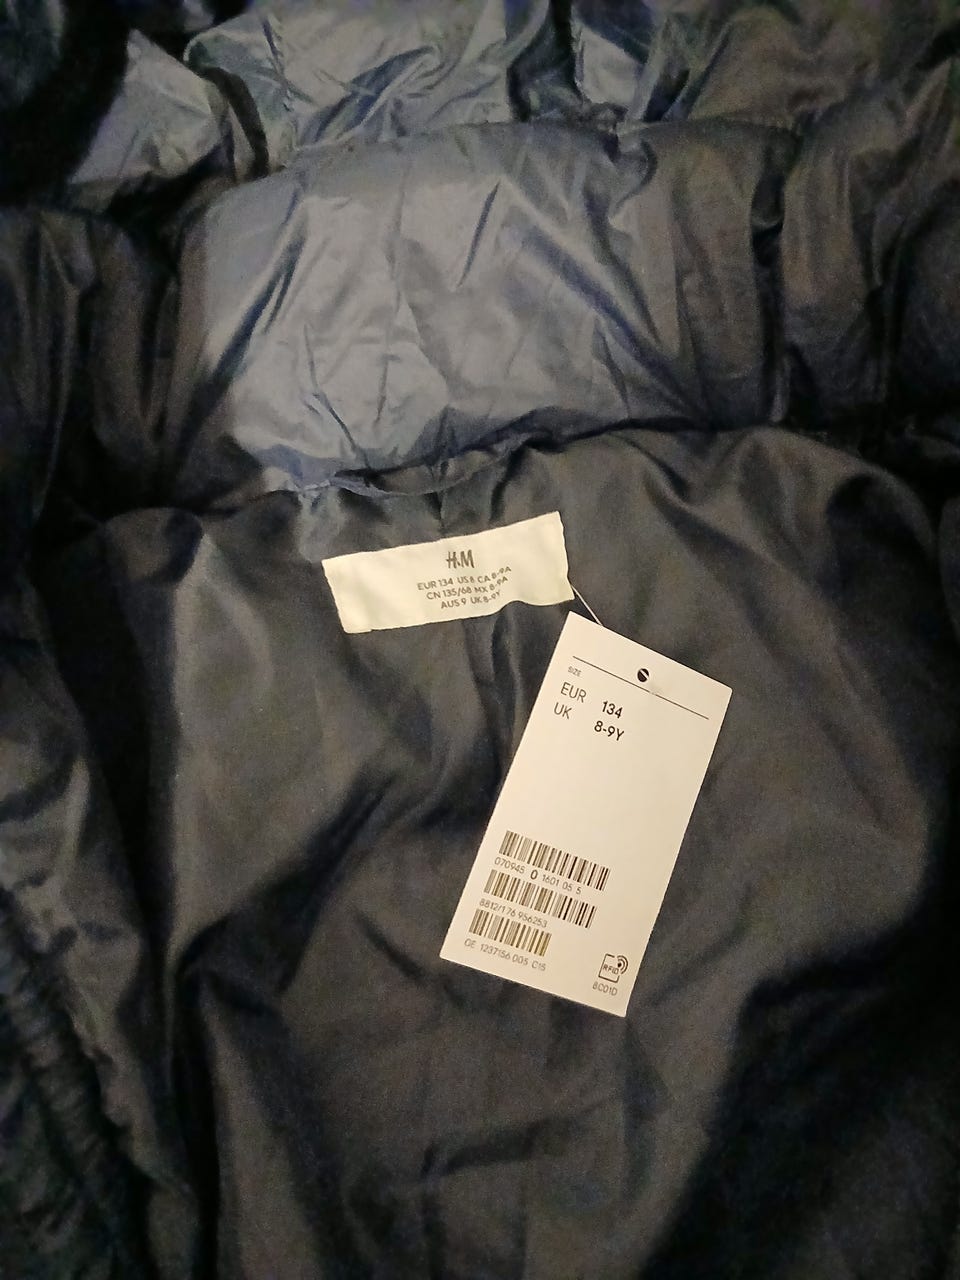 H&M
EUR 134 US 8 CA 8-9A
CN 135/68 MX 8-9A
AUS 9 UK 8-9Y
SIZE
EUR 134
UK 8-9Y
070945 0 1601 05 5
8812/176 956253
OE 1237156 005 C15
RFID
8C01D